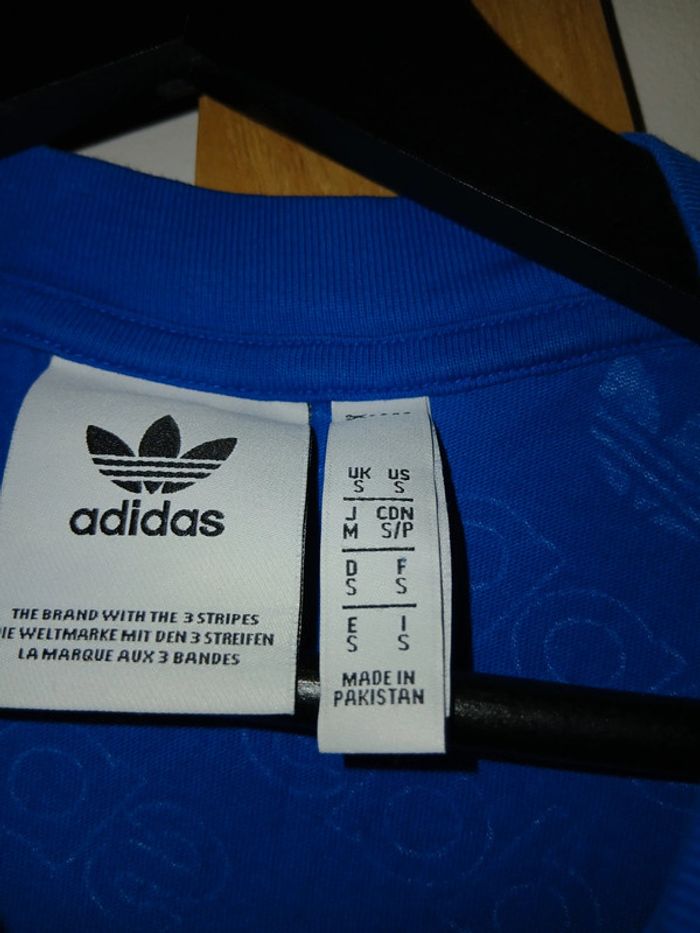 adidas
THE BRAND WITH THE 3 STRIPES
IE WELTMARKE MIT DEN 3 STREIFEN
LA MARQUE AUX 3 BANDES
UK US
S S
J CDN
M S/P
D F
S S
E I
S S
MADE IN
PAKISTAN